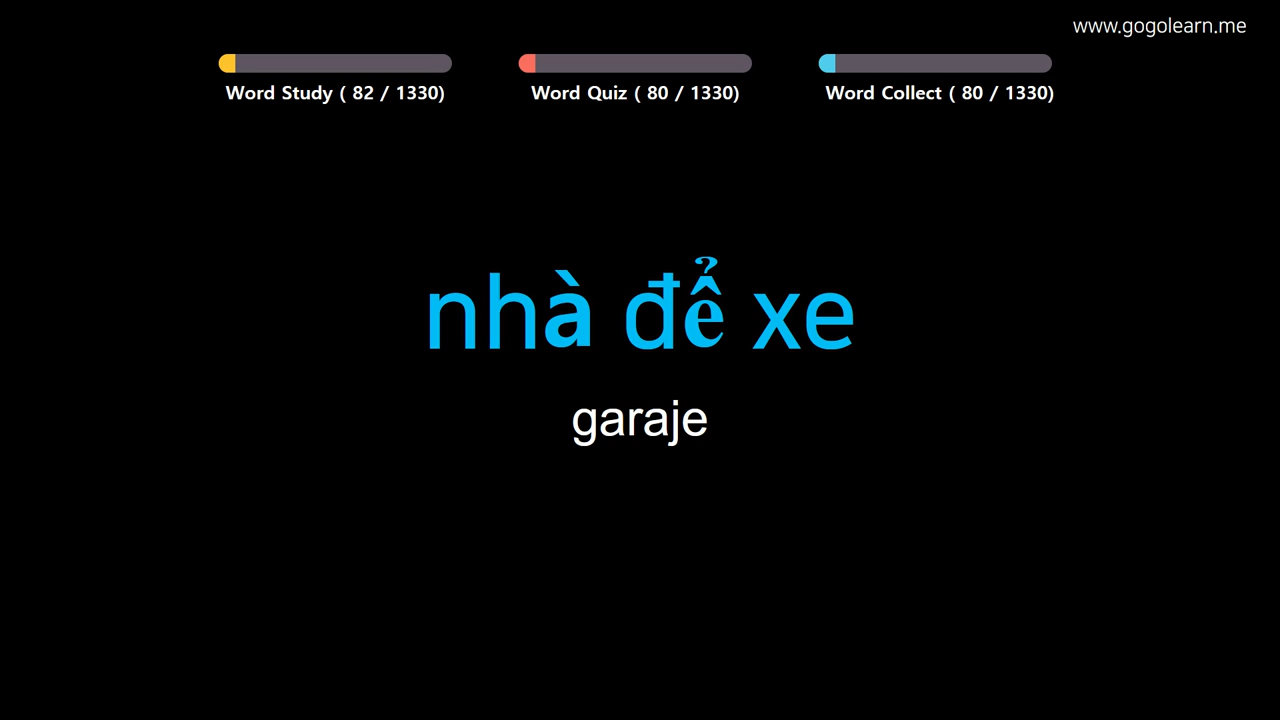 www.gogolearn.me
Word Study ( 82 / 1330)
Word Quiz ( 80 / 1330)
Word Collect ( 80 / 1330)
nhà để xe
garaje